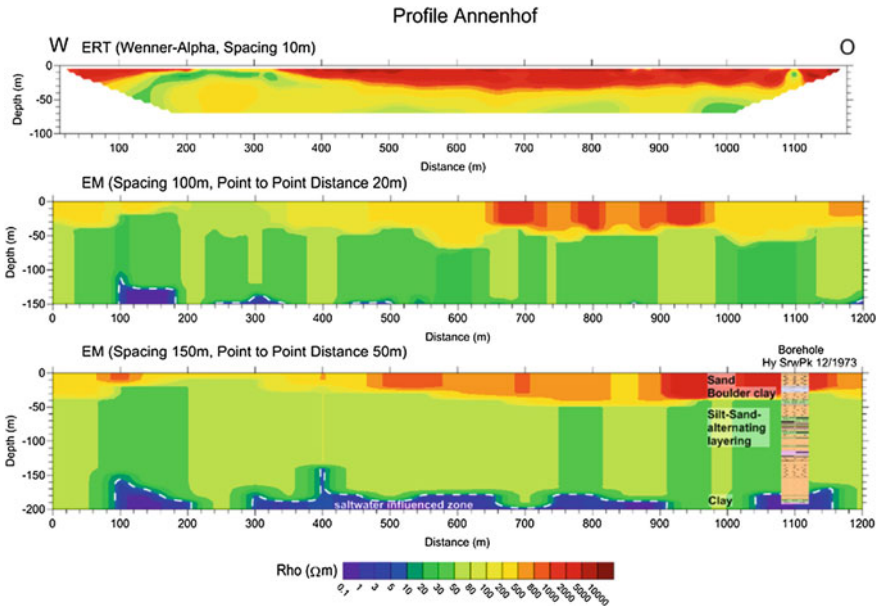 Profile Annenhof
W
O
ERT (Wenner-Alpha, Spacing 10m)
Depth (m)
0
-50
-100
100 200 300 400 500 600 700 800 900 1000 1100
Distance (m)
EM (Spacing 100m, Point to Point Distance 20m)
Depth (m)
0
-50
-100
-150
0 100 200 300 400 500 600 700 800 900 1000 1100 1200
Distance (m)
EM (Spacing 150m, Point to Point Distance 50m)
Borehole
Hy SrwPk 12/1973
Depth (m)
0
-50
-100
-150
-200
Sand
Boulder clay
Silt-Sand-
alternating
layering
Clay
saltwater influenced zone
0 100 200 300 400 500 600 700 800 900 1000 1100 1200
Distance (m)
Rho (Ωm)
0.1 1 3 5 10 20 30 50 80 100 200 500 800 1000 2000 5000 10000